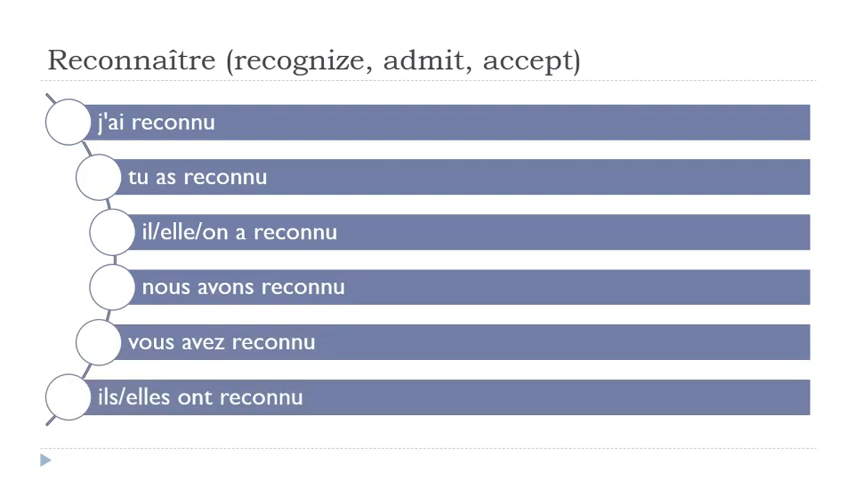 Reconnaître (recognize, admit, accept)
j'ai reconnu
tu as reconnu
il/elle/on a reconnu
nous avons reconnu
vous avez reconnu
ils/elles ont reconnu